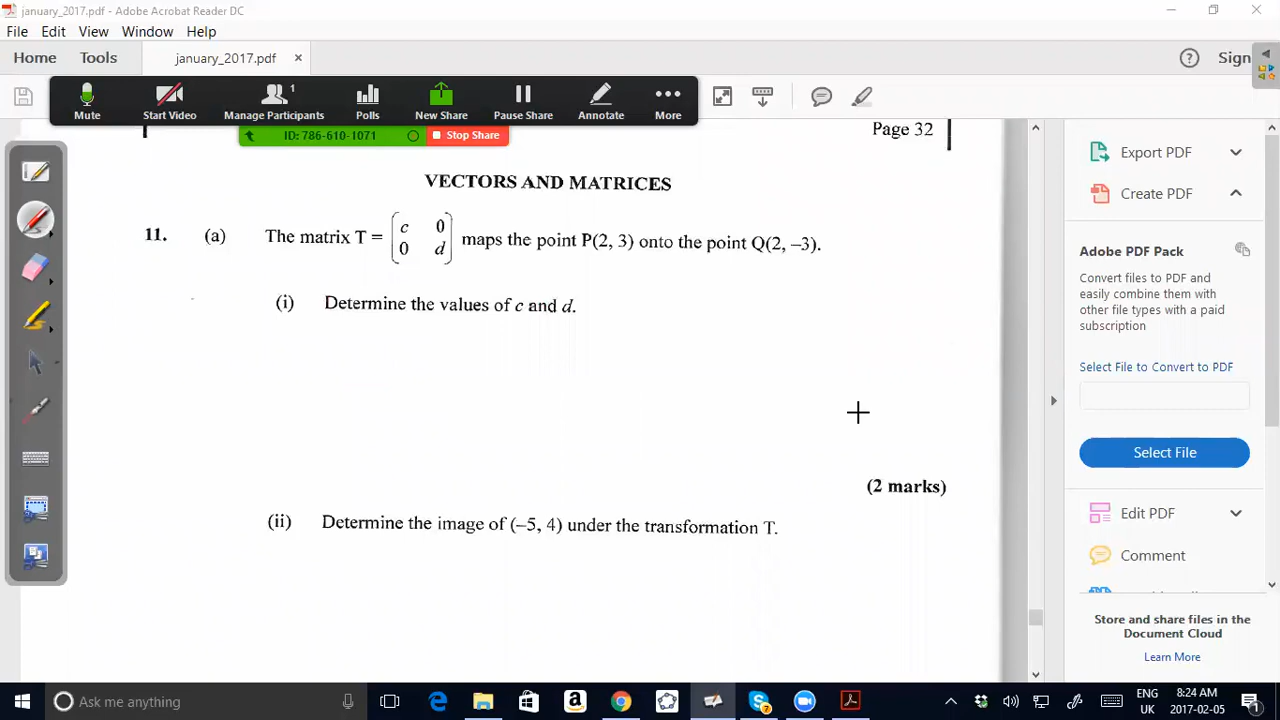 january_2017.pdf - Adobe Acrobat Reader DC
File Edit View Window Help
Home Tools january_2017.pdf × Sign
Mute Start Video Manage Participants 1 Polls New Share Pause Share Annotate More
ID: 786-610-1071 Stop Share
Page 32
VECTORS AND MATRICES
11. (a) The matrix T = (c 0
0 d) maps the point P(2, 3) onto the point Q(2, –3).
(i) Determine the values of c and d.
(2 marks)
(ii) Determine the image of (–5, 4) under the transformation T.
Export PDF
Create PDF
Adobe PDF Pack
Convert files to PDF and
easily combine them with
other file types with a paid
subscription
Select File to Convert to PDF
Select File
Edit PDF
Comment
Store and share files in the
Document Cloud
Learn More
Ask me anything
ENG
UK
8:24 AM
2017-02-05